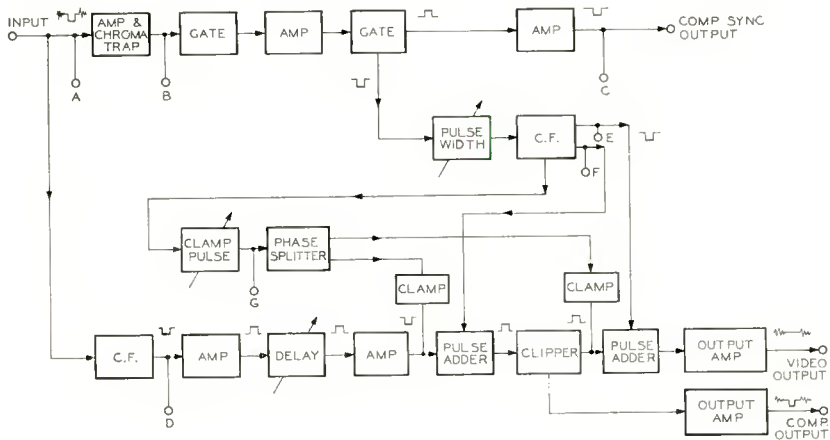 INPUT
AMP &
CHROMA
TRAP
GATE
AMP
GATE
AMP
COMP SYNC
OUTPUT
A
B
C
PULSE
WIDTH
C.F.
E
F
CLAMP
PULSE
PHASE
SPLITTER
G
CLAMP
CLAMP
C.F.
AMP
DELAY
AMP
PULSE
ADDER
CLIPPER
PULSE
ADDER
OUTPUT
AMP
VIDEO
OUTPUT
D
OUTPUT
AMP
COMP.
OUTPUT